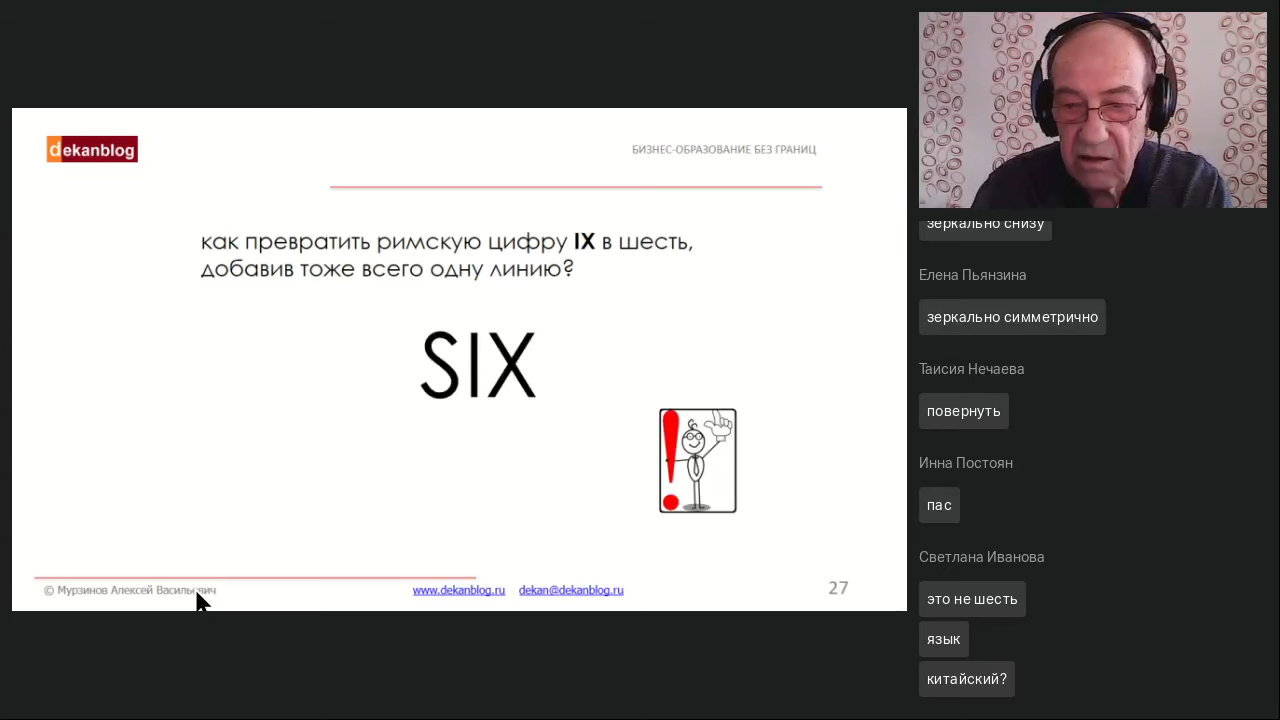 dekanblog
БИЗНЕС-ОБРАЗОВАНИЕ БЕЗ ГРАНИЦ
как превратить римскую цифру IX в шесть,
добавив тоже всего одну линию?
SIX
© Мурзинов Алексей Васильевич
www.dekanblog.ru dekan@dekanblog.ru
27
зеркально снизу
Елена Пьянзина
зеркально симметрично
Таисия Нечаева
повернуть
Инна Постоян
пас
Светлана Иванова
это не шесть
язык
китайский?